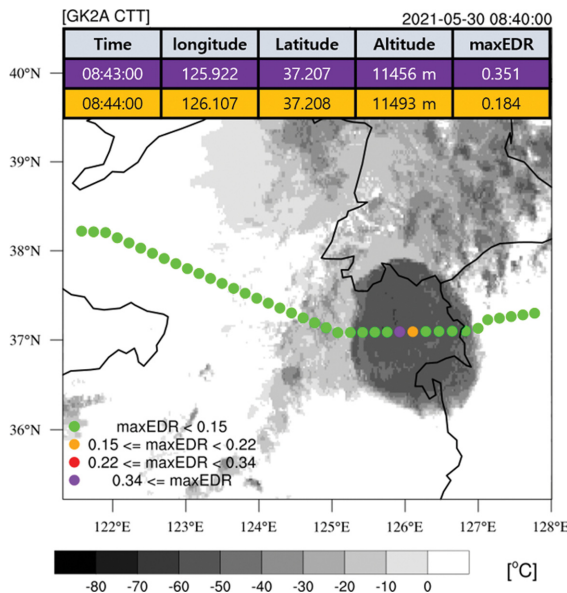 [GK2A CTT] 2021-05-30 08:40:00
Time longitude Latitude Altitude maxEDR
08:43:00 125.922 37.207 11456 m 0.351
08:44:00 126.107 37.208 11493 m 0.184
40°N
39°N
38°N
37°N
36°N
maxEDR < 0.15
0.15 <= maxEDR < 0.22
0.22 <= maxEDR < 0.34
0.34 <= maxEDR
122°E 123°E 124°E 125°E 126°E 127°E 128°E
-80 -70 -60 -50 -40 -30 -20 -10 0
[°C]